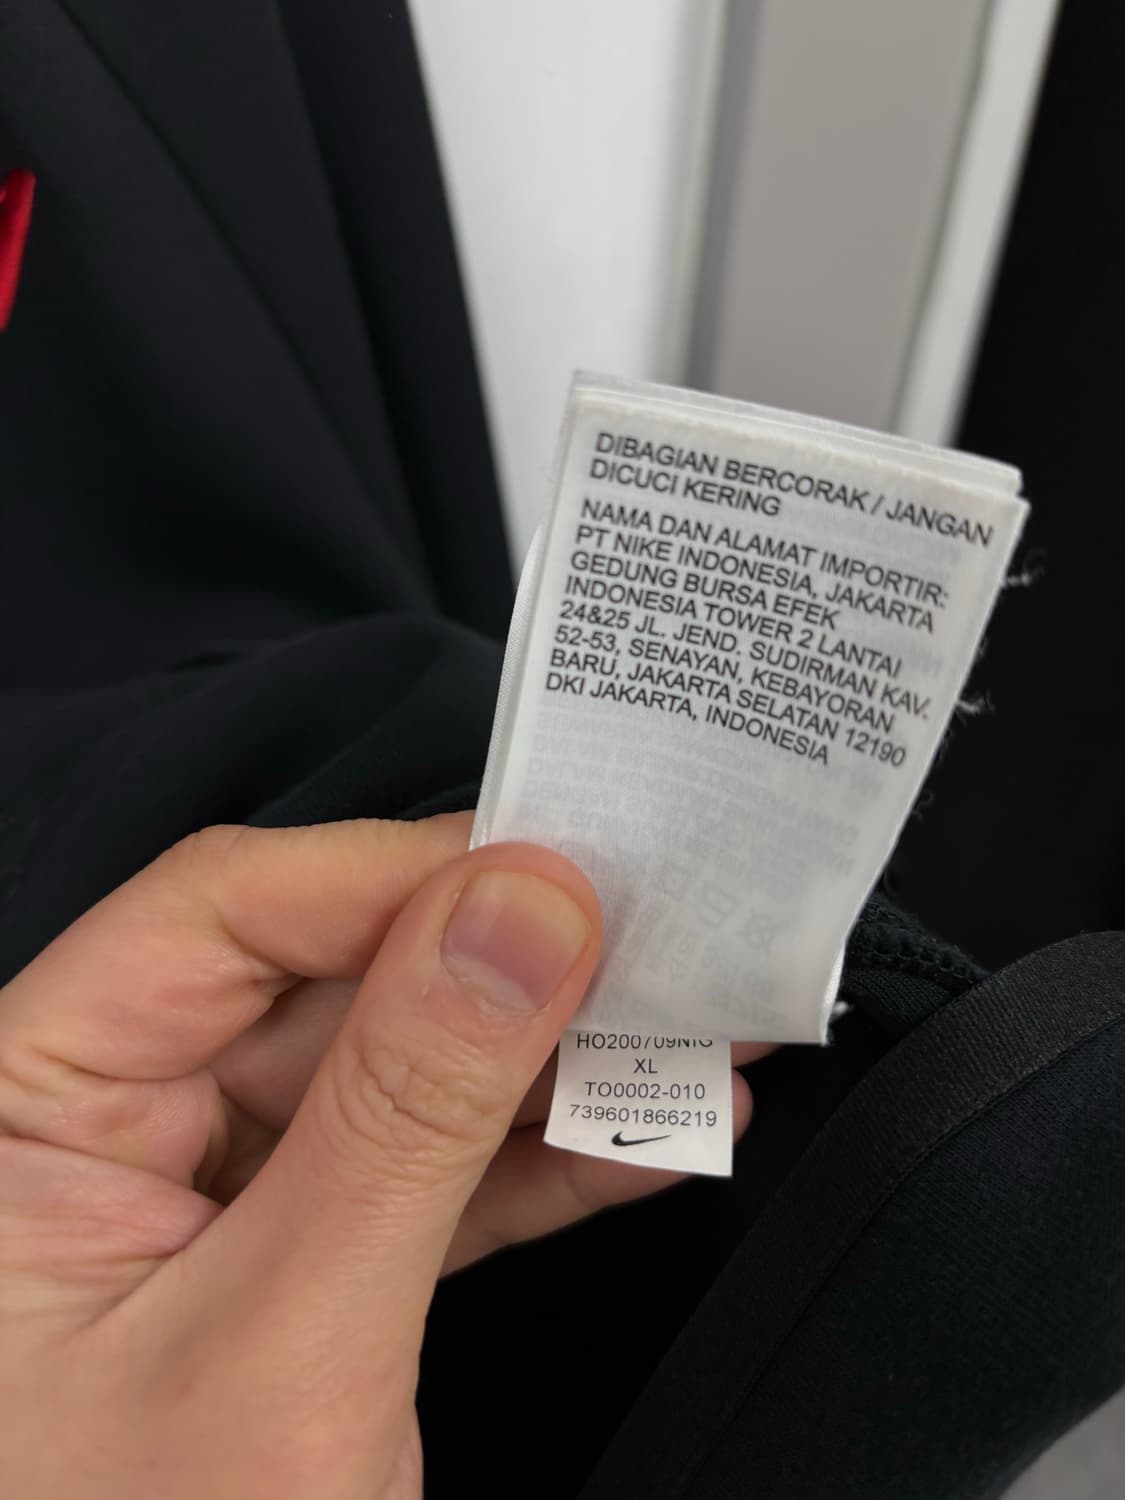 DIBAGIAN BERCORAK / JANGAN
DICUCI KERING
NAMA DAN ALAMAT IMPORTIR:
PT NIKE INDONESIA, JAKARTA
GEDUNG BURSA EFEK
INDONESIA TOWER 2 LANTAI
24&25 JL. JEND. SUDIRMAN KAV.
52-53, SENAYAN, KEBAYORAN
BARU, JAKARTA SELATAN 12190
DKI JAKARTA, INDONESIA
XL
TO0002-010
739601866219